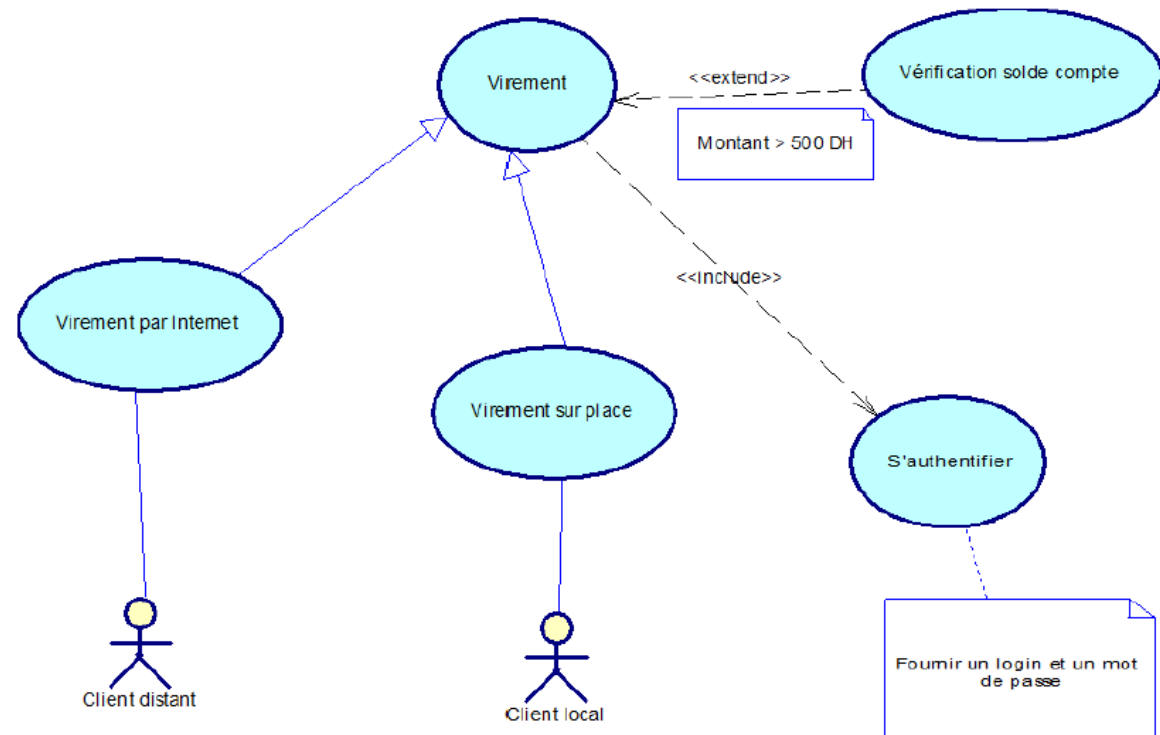 Virement
<<extend>>
Vérification solde compte
Montant > 500 DH
<<include>>
Virement par Internet
Virement sur place
S'authentifier
Fournir un login et un mot
de passe
Client distant
Client local